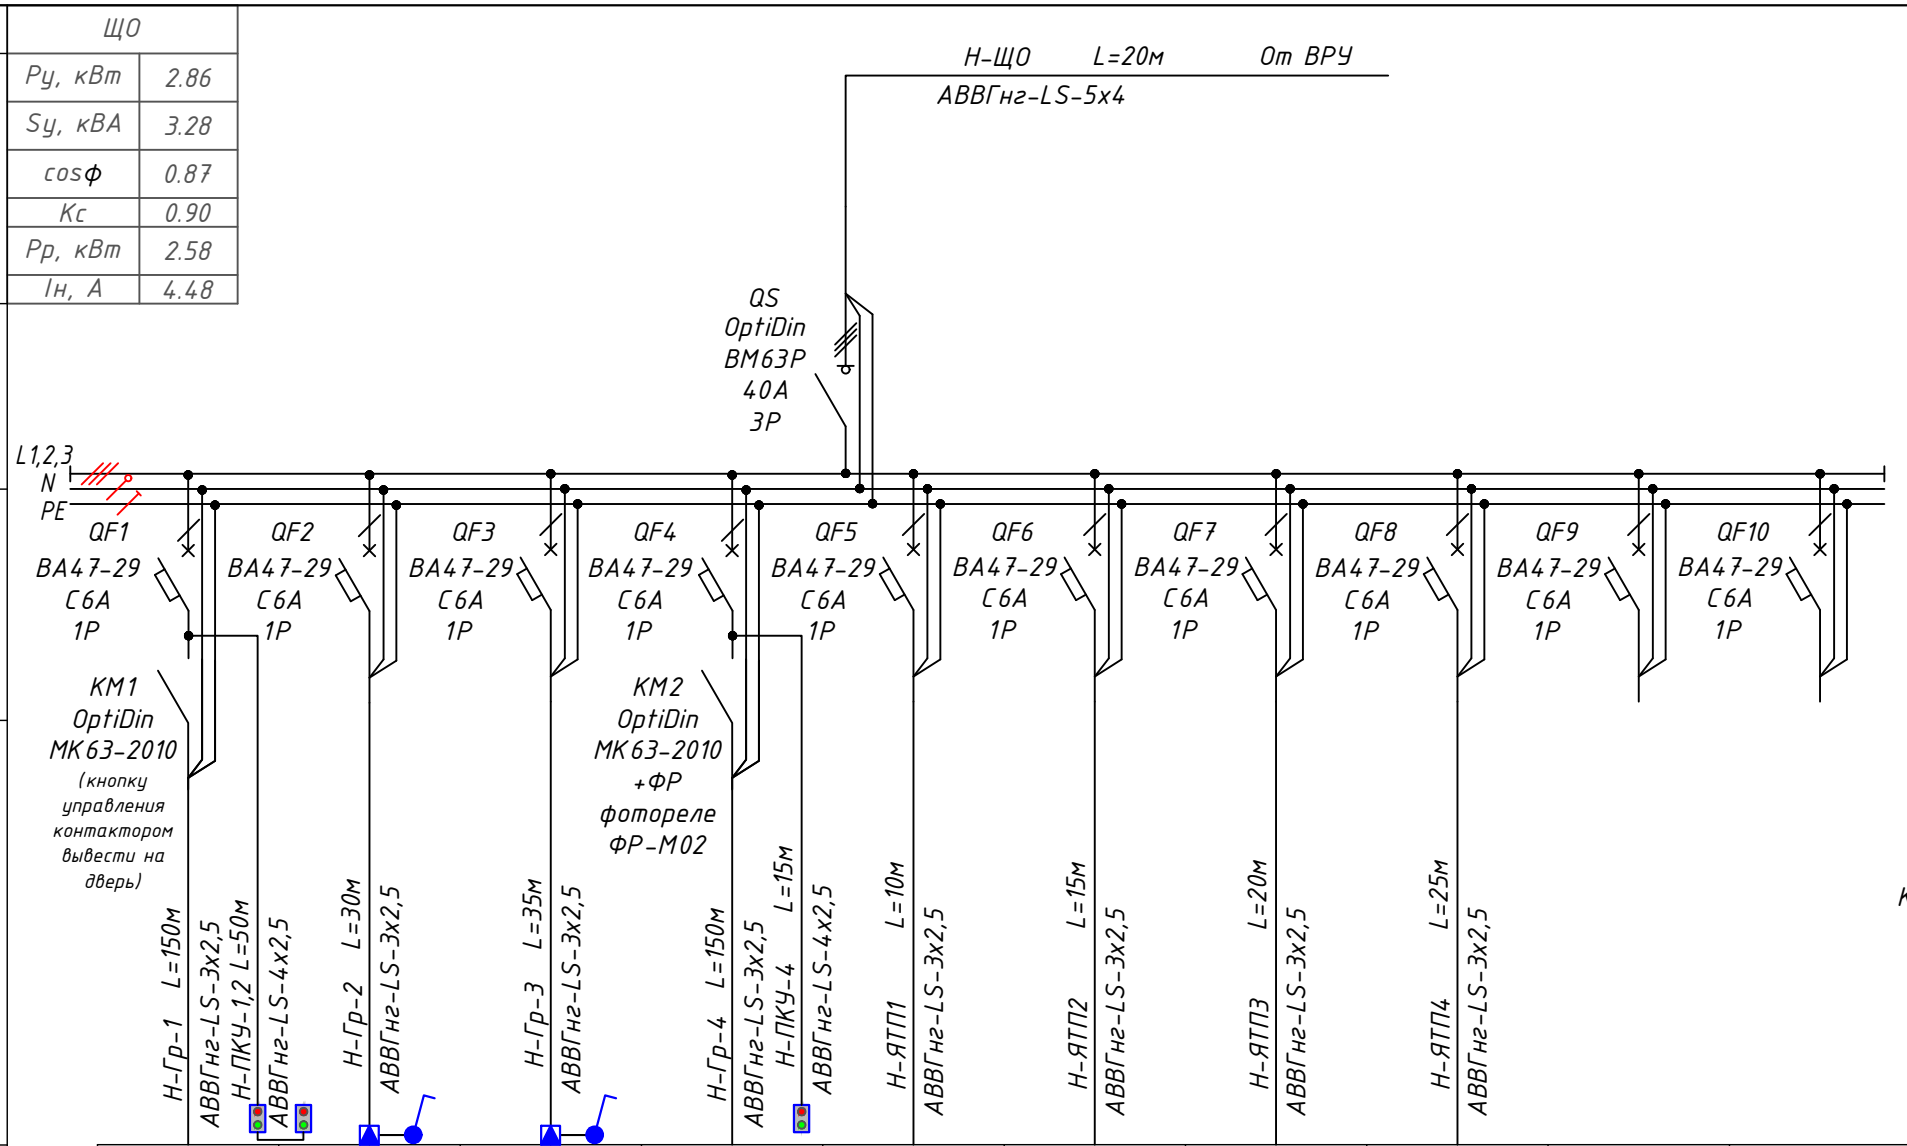 ЩО
Ру, кВт 2.86
Sу, кВА 3.28
cosφ 0.87
Кс 0.90
Рр, кВт 2.58
Iн, А 4.48
Н-ЩО L=20м От ВРУ
АВВГнг-LS-5х4
QS
OptiDin
ВМ63Р
40А
3Р
L1,2,3
N
PE
QF1
ВА47-29
С6А
1Р
QF2
ВА47-29
С6А
1Р
QF3
ВА47-29
С6А
1Р
QF4
ВА47-29
С6А
1Р
QF5
ВА47-29
С6А
1Р
QF6
ВА47-29
С6А
1Р
QF7
ВА47-29
С6А
1Р
QF8
ВА47-29
С6А
1Р
QF9
ВА47-29
С6А
1Р
QF10
ВА47-29
С6А
1Р
КМ1
OptiDin
МК63-2010
(кнопку
управления
контактором
вывести на
дверь)
КМ2
OptiDin
МК63-2010
+ФР
фотореле
ФР-М02
Н-Гр-1 L=150м
АВВГнг-LS-3х2,5
Н-ПКУ-1,2 L=50м
АВВГнг-LS-4х2,5
Н-Гр-2 L=30м
АВВГнг-LS-3х2,5
Н-Гр-3 L=35м
АВВГнг-LS-3х2,5
Н-Гр-4 L=150м
АВВГнг-LS-3х2,5
Н-ПКУ-4 L=15м
АВВГнг-LS-4х2,5
Н-ЯТП1 L=10м
АВВГнг-LS-3х2,5
Н-ЯТП2 L=15м
АВВГнг-LS-3х2,5
Н-ЯТП3 L=20м
АВВГнг-LS-3х2,5
Н-ЯТП4 L=25м
АВВГнг-LS-3х2,5